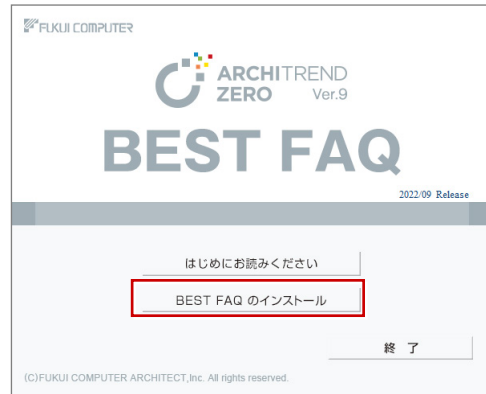 FUKUI COMPUTER
ARCHITREND
ZERO Ver.9
BEST FAQ
2022/09 Release
はじめにお読みください
BEST FAQ のインストール
終 了
(C)FUKUI COMPUTER ARCHITECT,Inc. All rights reserved.